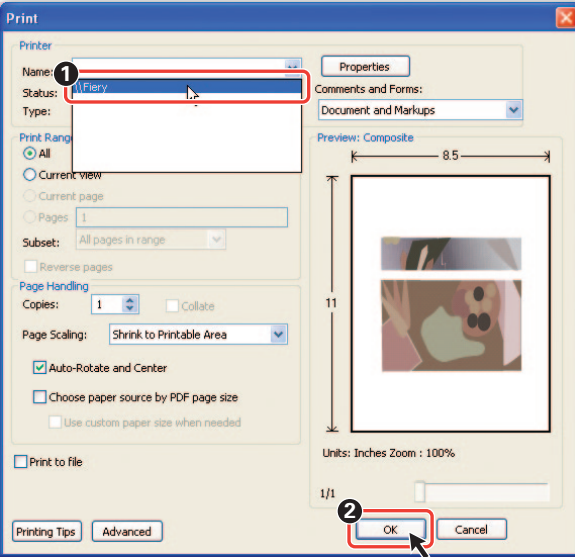 Print
Printer
Name:
1
\\Fiery
Status:
Type:
Properties
Comments and Forms:
Document and Markups
Print Rang
All
Current view
Current page
Pages 1
Subset: All pages in range
Reverse pages
Page Handling
Copies: 1 Collate
Page Scaling: Shrink to Printable Area
Auto-Rotate and Center
Choose paper source by PDF page size
Use custom paper size when needed
Print to file
Preview: Composite
8.5
11
Units: Inches Zoom : 100%
1/1
2
Printing Tips Advanced OK Cancel